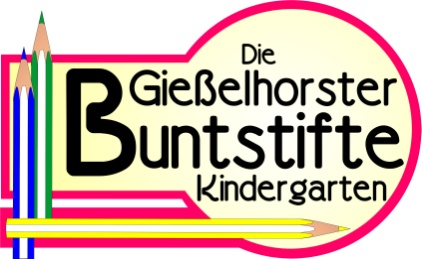 Die
Gießelhorster
Buntstifte
Kindergarten